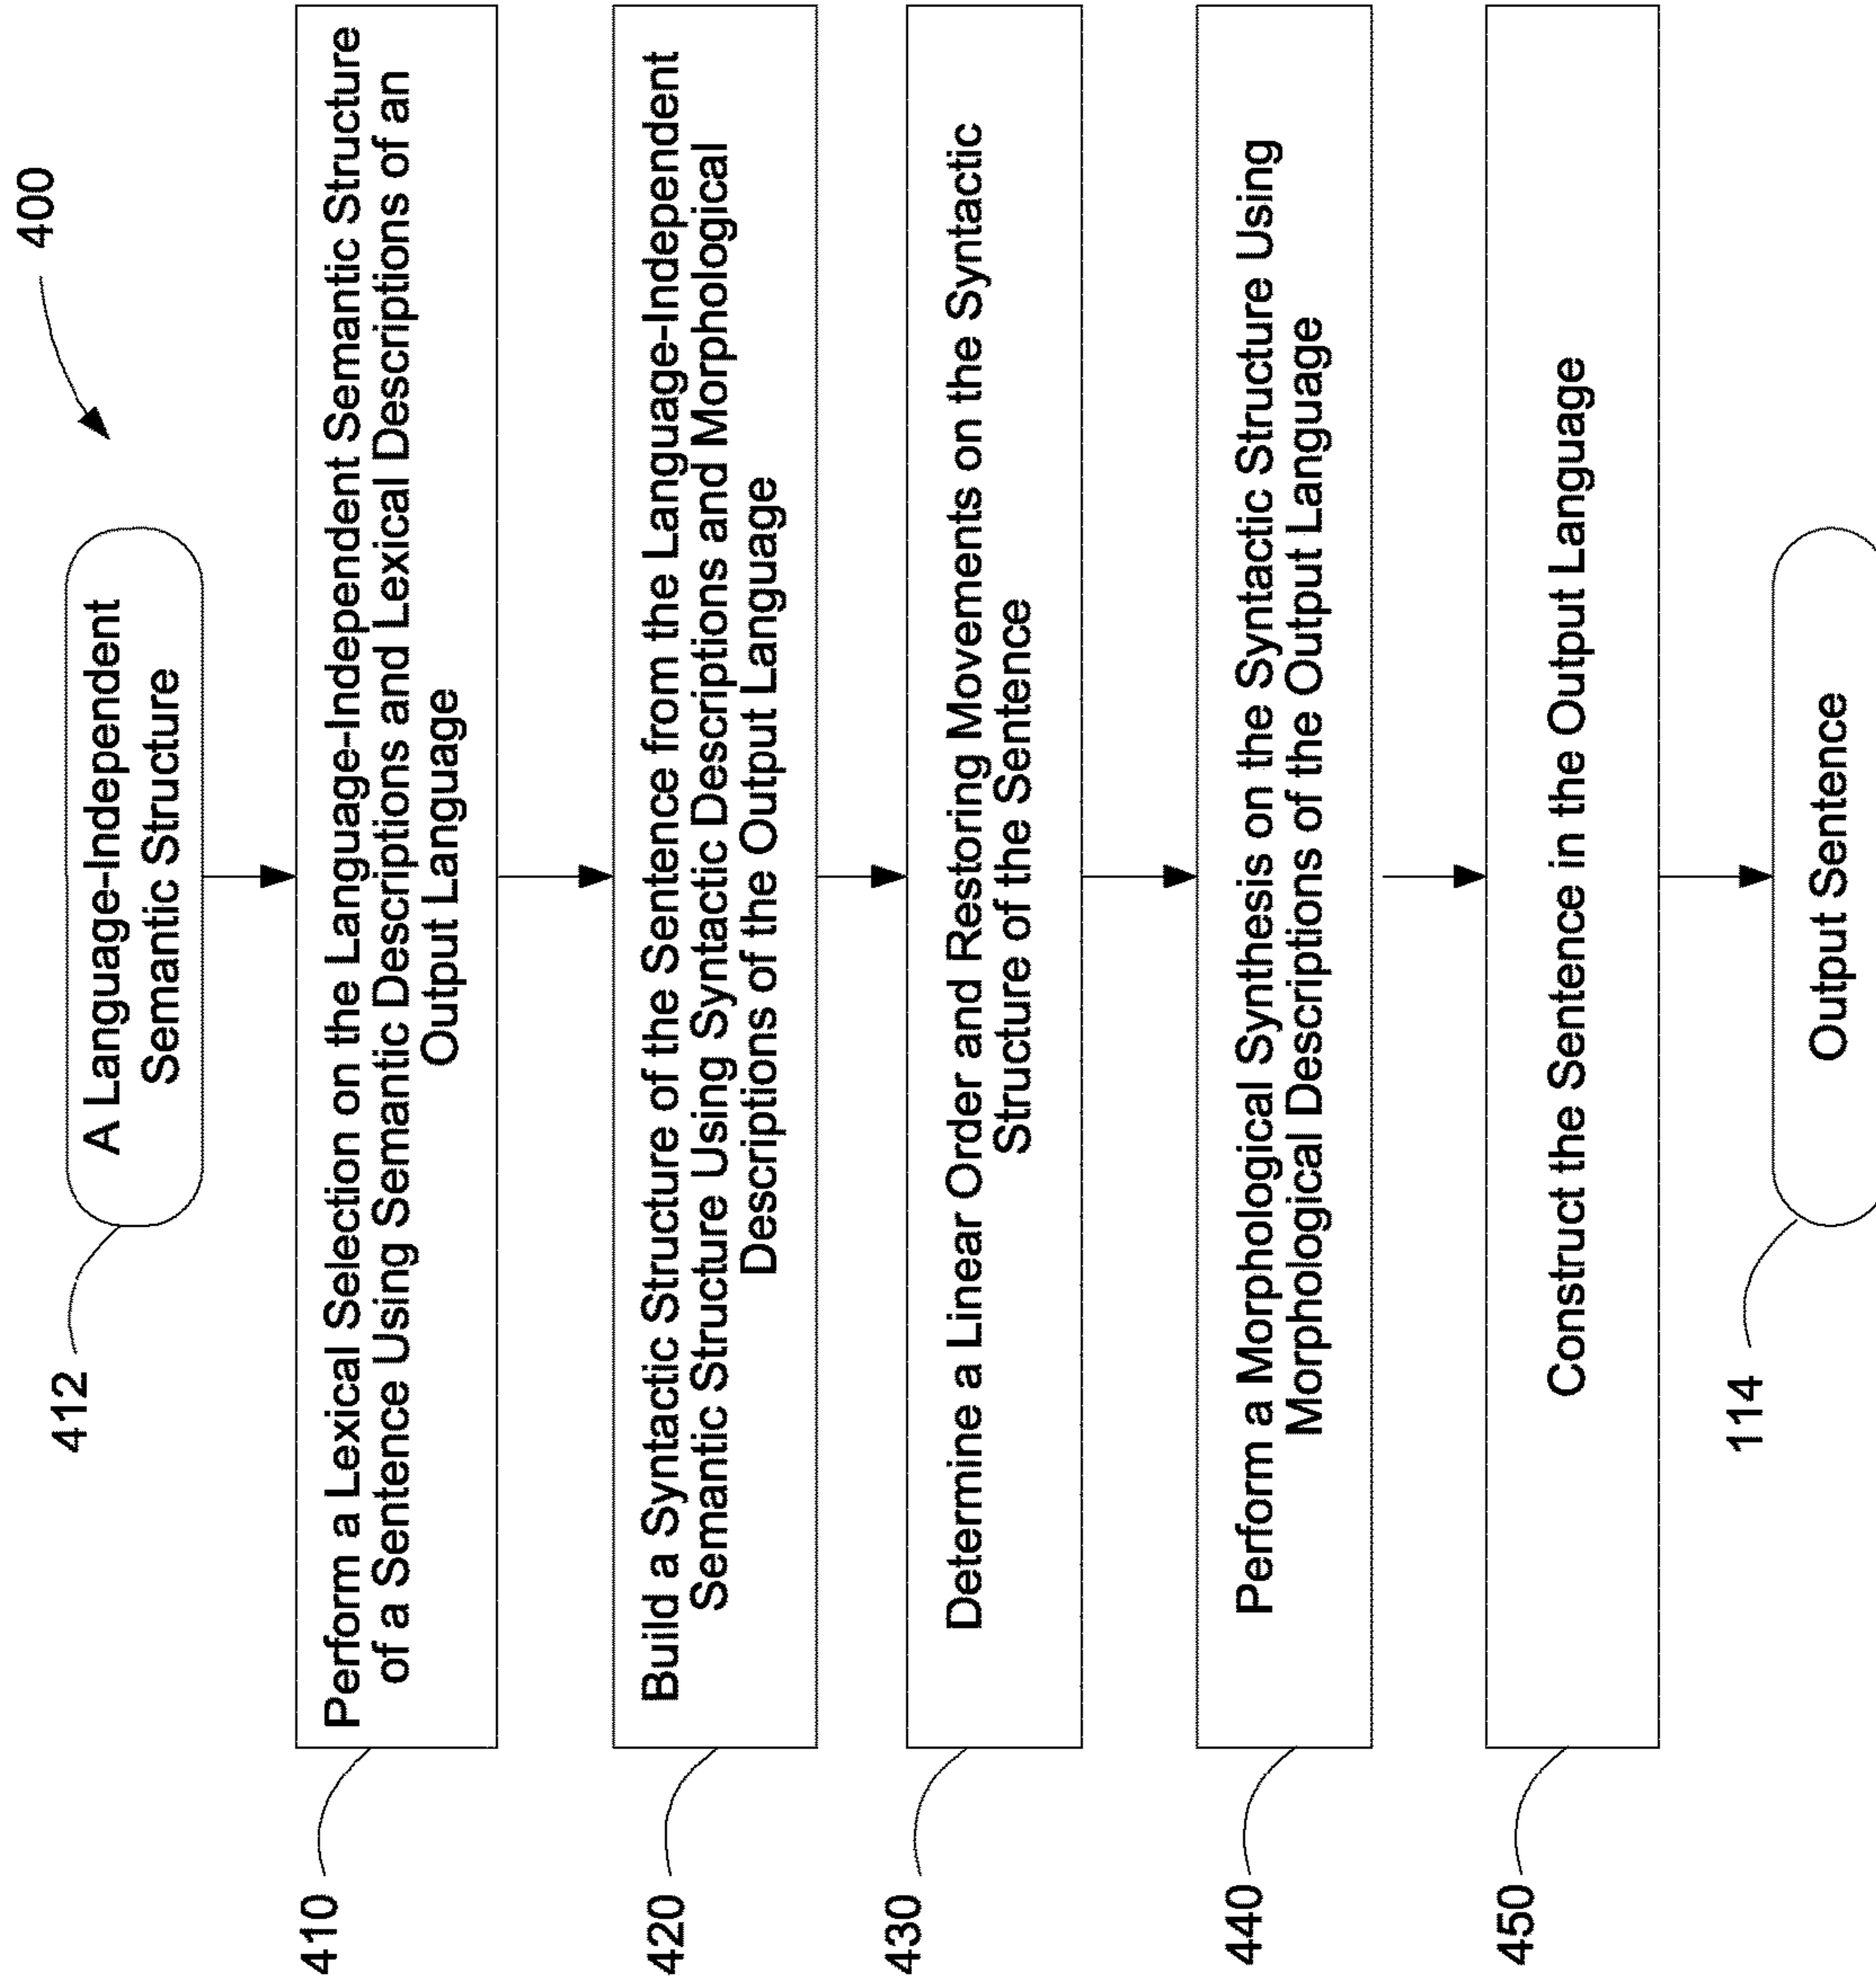 400
412
A Language-Independent
Semantic Structure
410
Perform a Lexical Selection on the Language-Independent Semantic Structure
of a Sentence Using Semantic Descriptions and Lexical Descriptions of an
Output Language
420
Build a Syntactic Structure of the Sentence from the Language-Independent
Semantic Structure Using Syntactic Descriptions and Morphological
Descriptions of the Output Language
430
Determine a Linear Order and Restoring Movements on the Syntactic
Structure of the Sentence
440
Perform a Morphological Synthesis on the Syntactic Structure Using
Morphological Descriptions of the Output Language
450
Construct the Sentence in the Output Language
114
Output Sentence